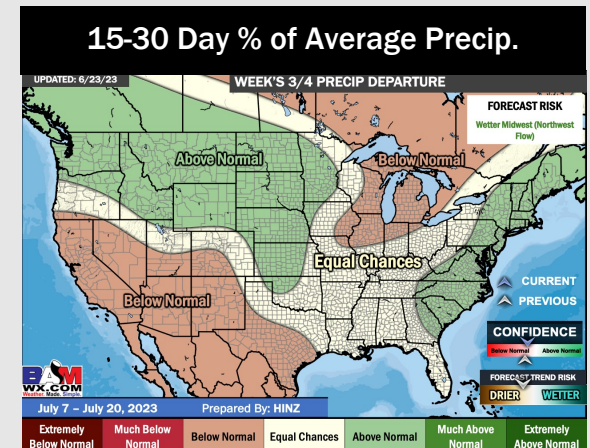 15-30 Day % of Average Precip.
UPDATED: 6/23/23
WEEK'S 3/4 PRECIP DEPARTURE
FORECAST RISK
Wetter Midwest (Northwest
Flow)
Above Normal
Below Normal
Equal Chances
Below Normal
CURRENT
PREVIOUS
CONFIDENCE
Below Normal Above Normal
FORECAST TREND RISK
DRIER WETTER
BAM
WX.COM
Weather. Made. Simple.
July 7 – July 20, 2023 Prepared By: HINZ
Extremely
Below Normal
Much Below
Normal
Below Normal
Equal Chances
Above Normal
Much Above
Normal
Extremely
Above Normal